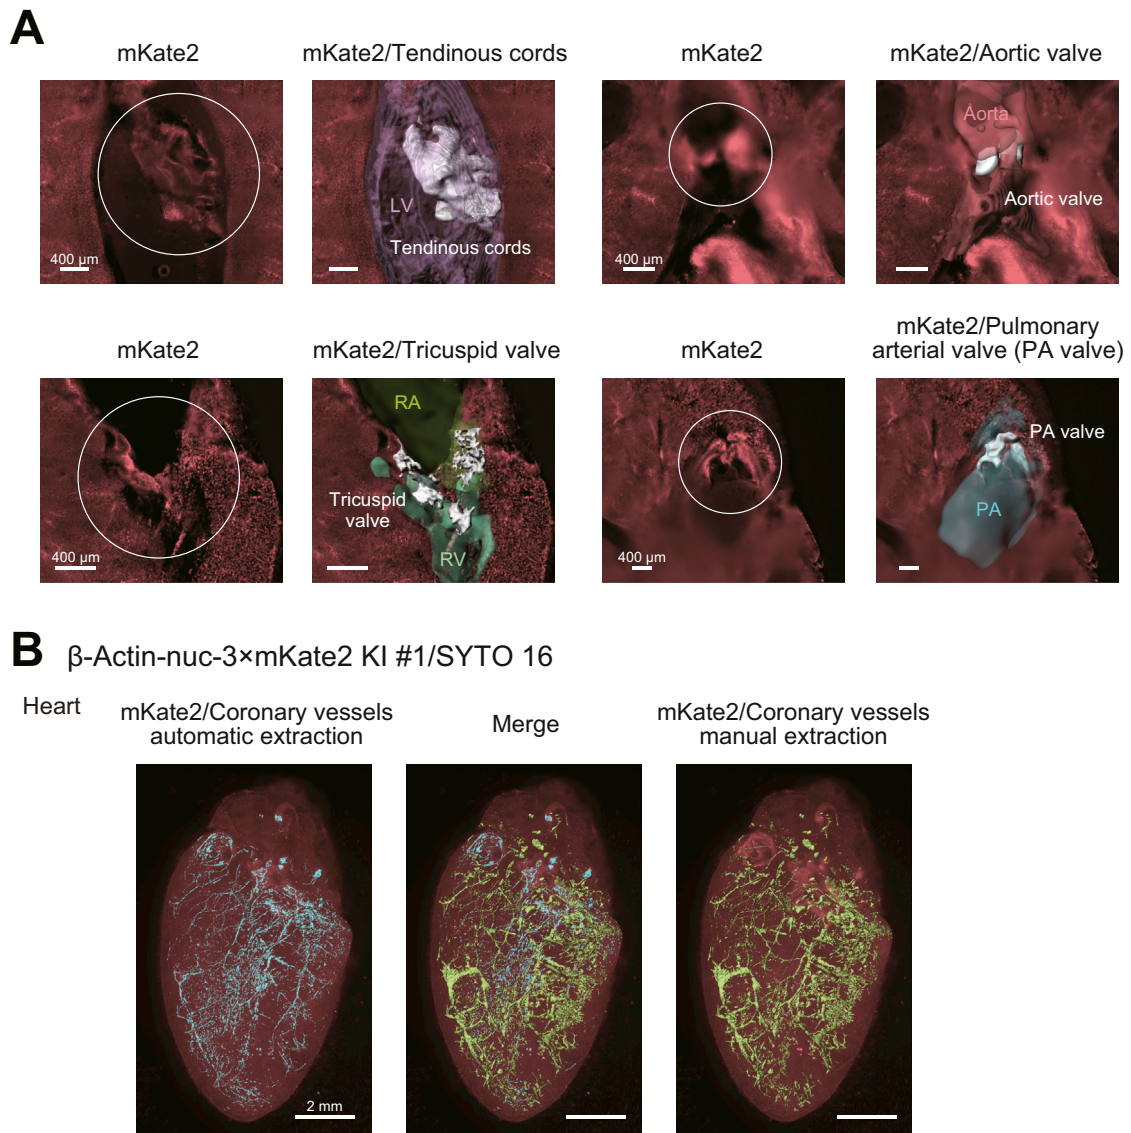 A
mKate2
mKate2/Tendinous cords
mKate2
mKate2/Aortic valve
400 µm
LV
Tendinous cords
400 µm
Aorta
Aortic valve
mKate2
mKate2/Tricuspid valve
mKate2
mKate2/Pulmonary
arterial valve (PA valve)
400 µm
RA
Tricuspid
valve
RV
400 µm
PA valve
PA
B
β-Actin-nuc-3×mKate2 KI #1/SYTO 16
Heart
mKate2/Coronary vessels
automatic extraction
Merge
mKate2/Coronary vessels
manual extraction
2 mm